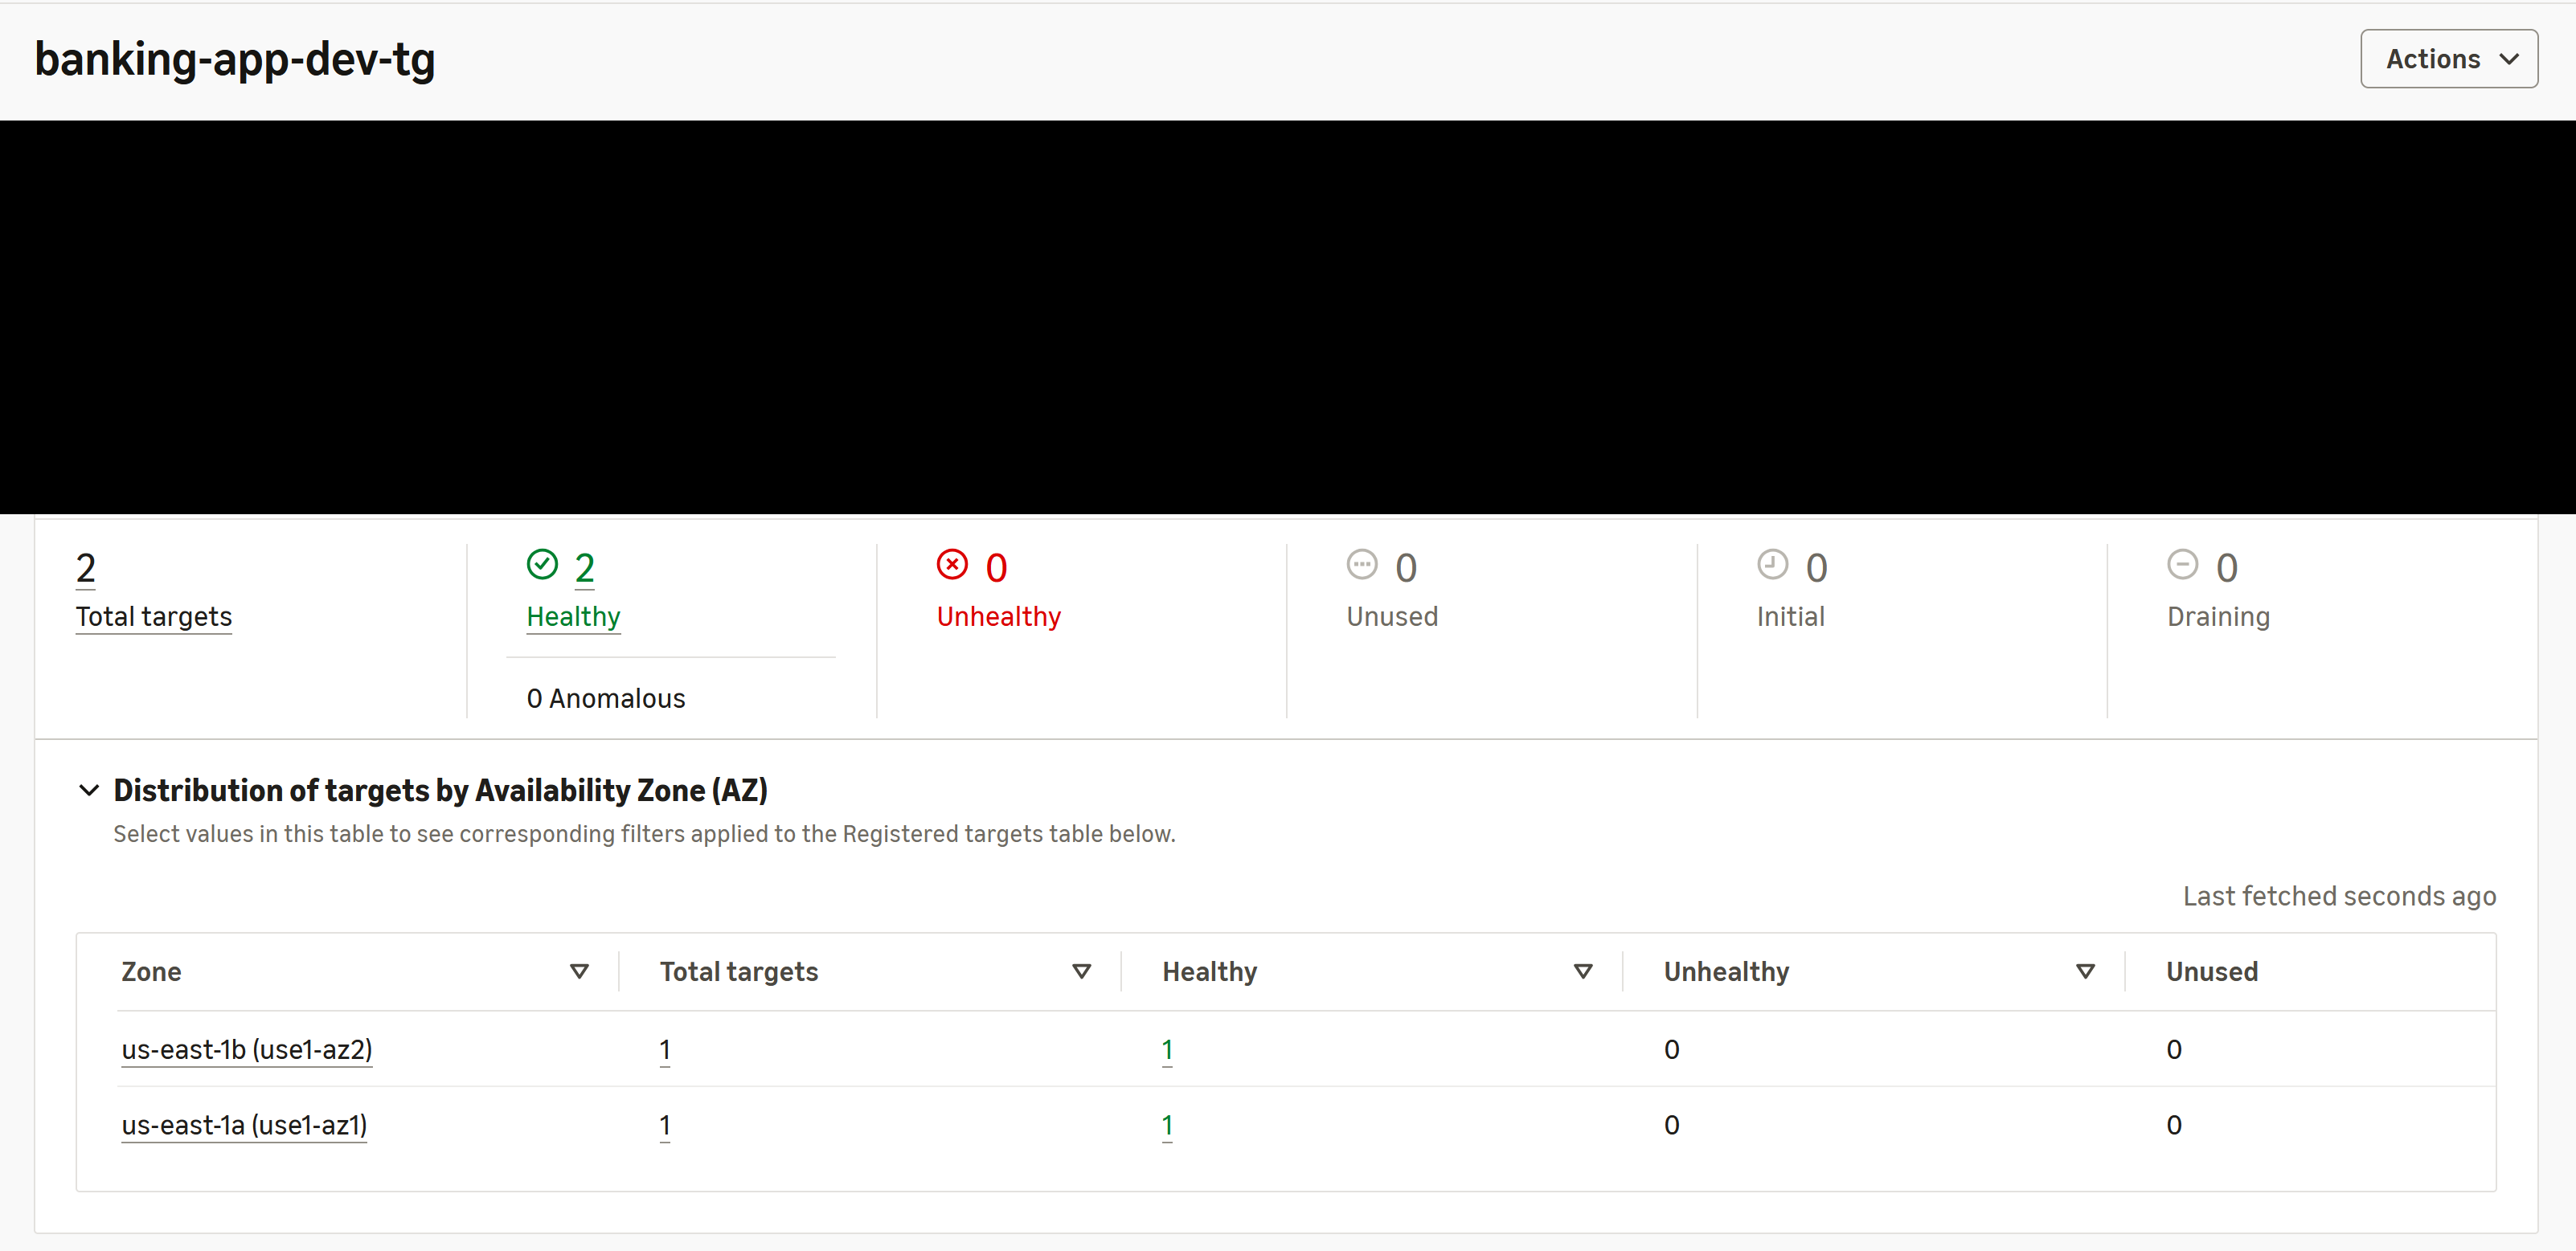 banking-app-dev-tg
Actions
2
Total targets
2
Healthy
0 Anomalous
0
Unhealthy
0
Unused
0
Initial
0
Draining
Distribution of targets by Availability Zone (AZ)
Select values in this table to see corresponding filters applied to the Registered targets table below.
Last fetched seconds ago
Zone Total targets Healthy Unhealthy Unused
us-east-1b (use1-az2) 1 1 0 0
us-east-1a (use1-az1) 1 1 0 0